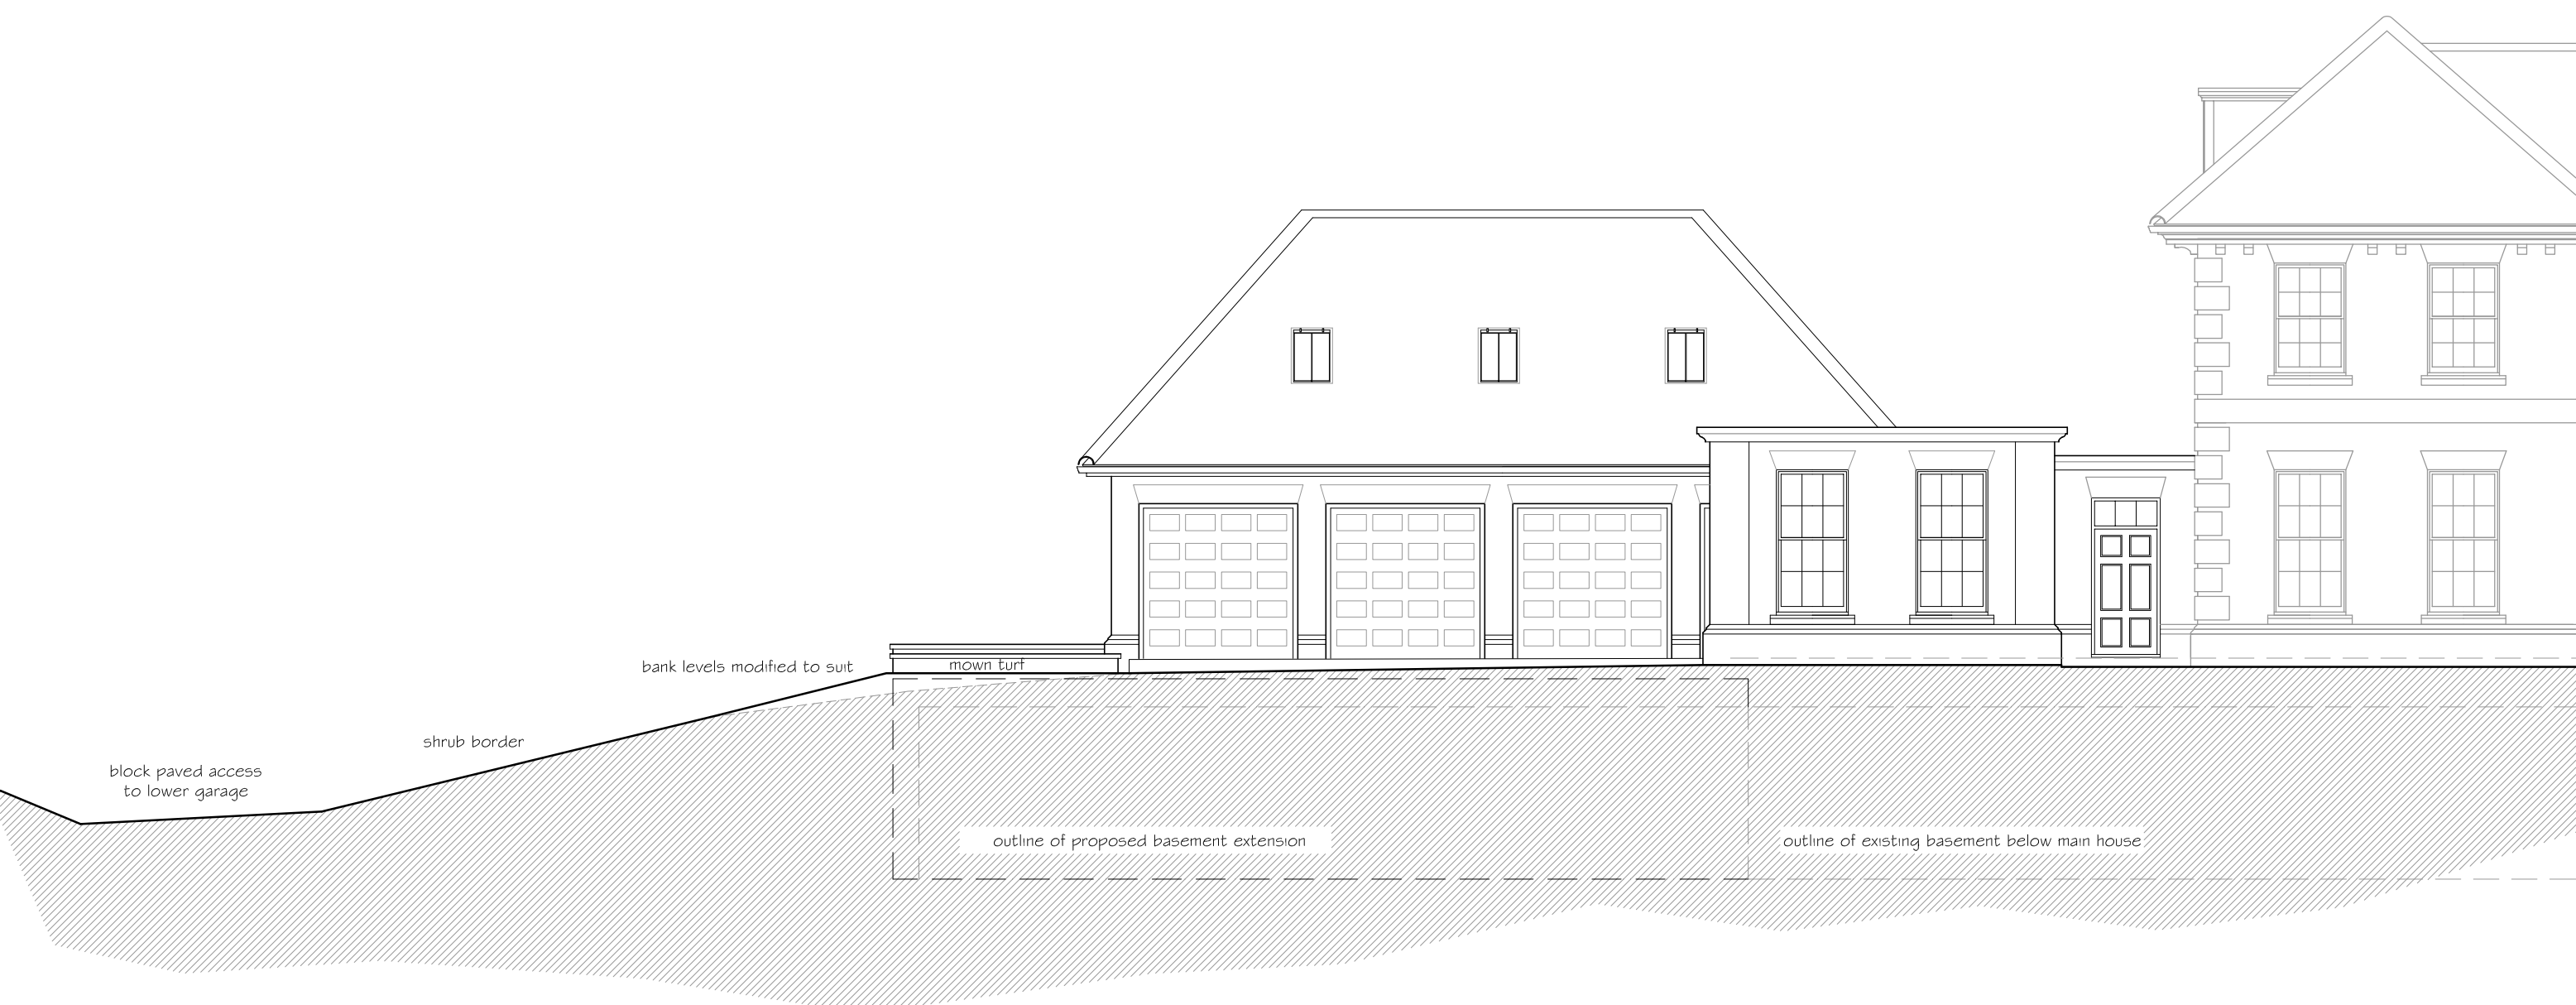 bank levels modified to suit
mown turf
shrub border
block paved access
to lower garage
outline of proposed basement extension
outline of existing basement below main house